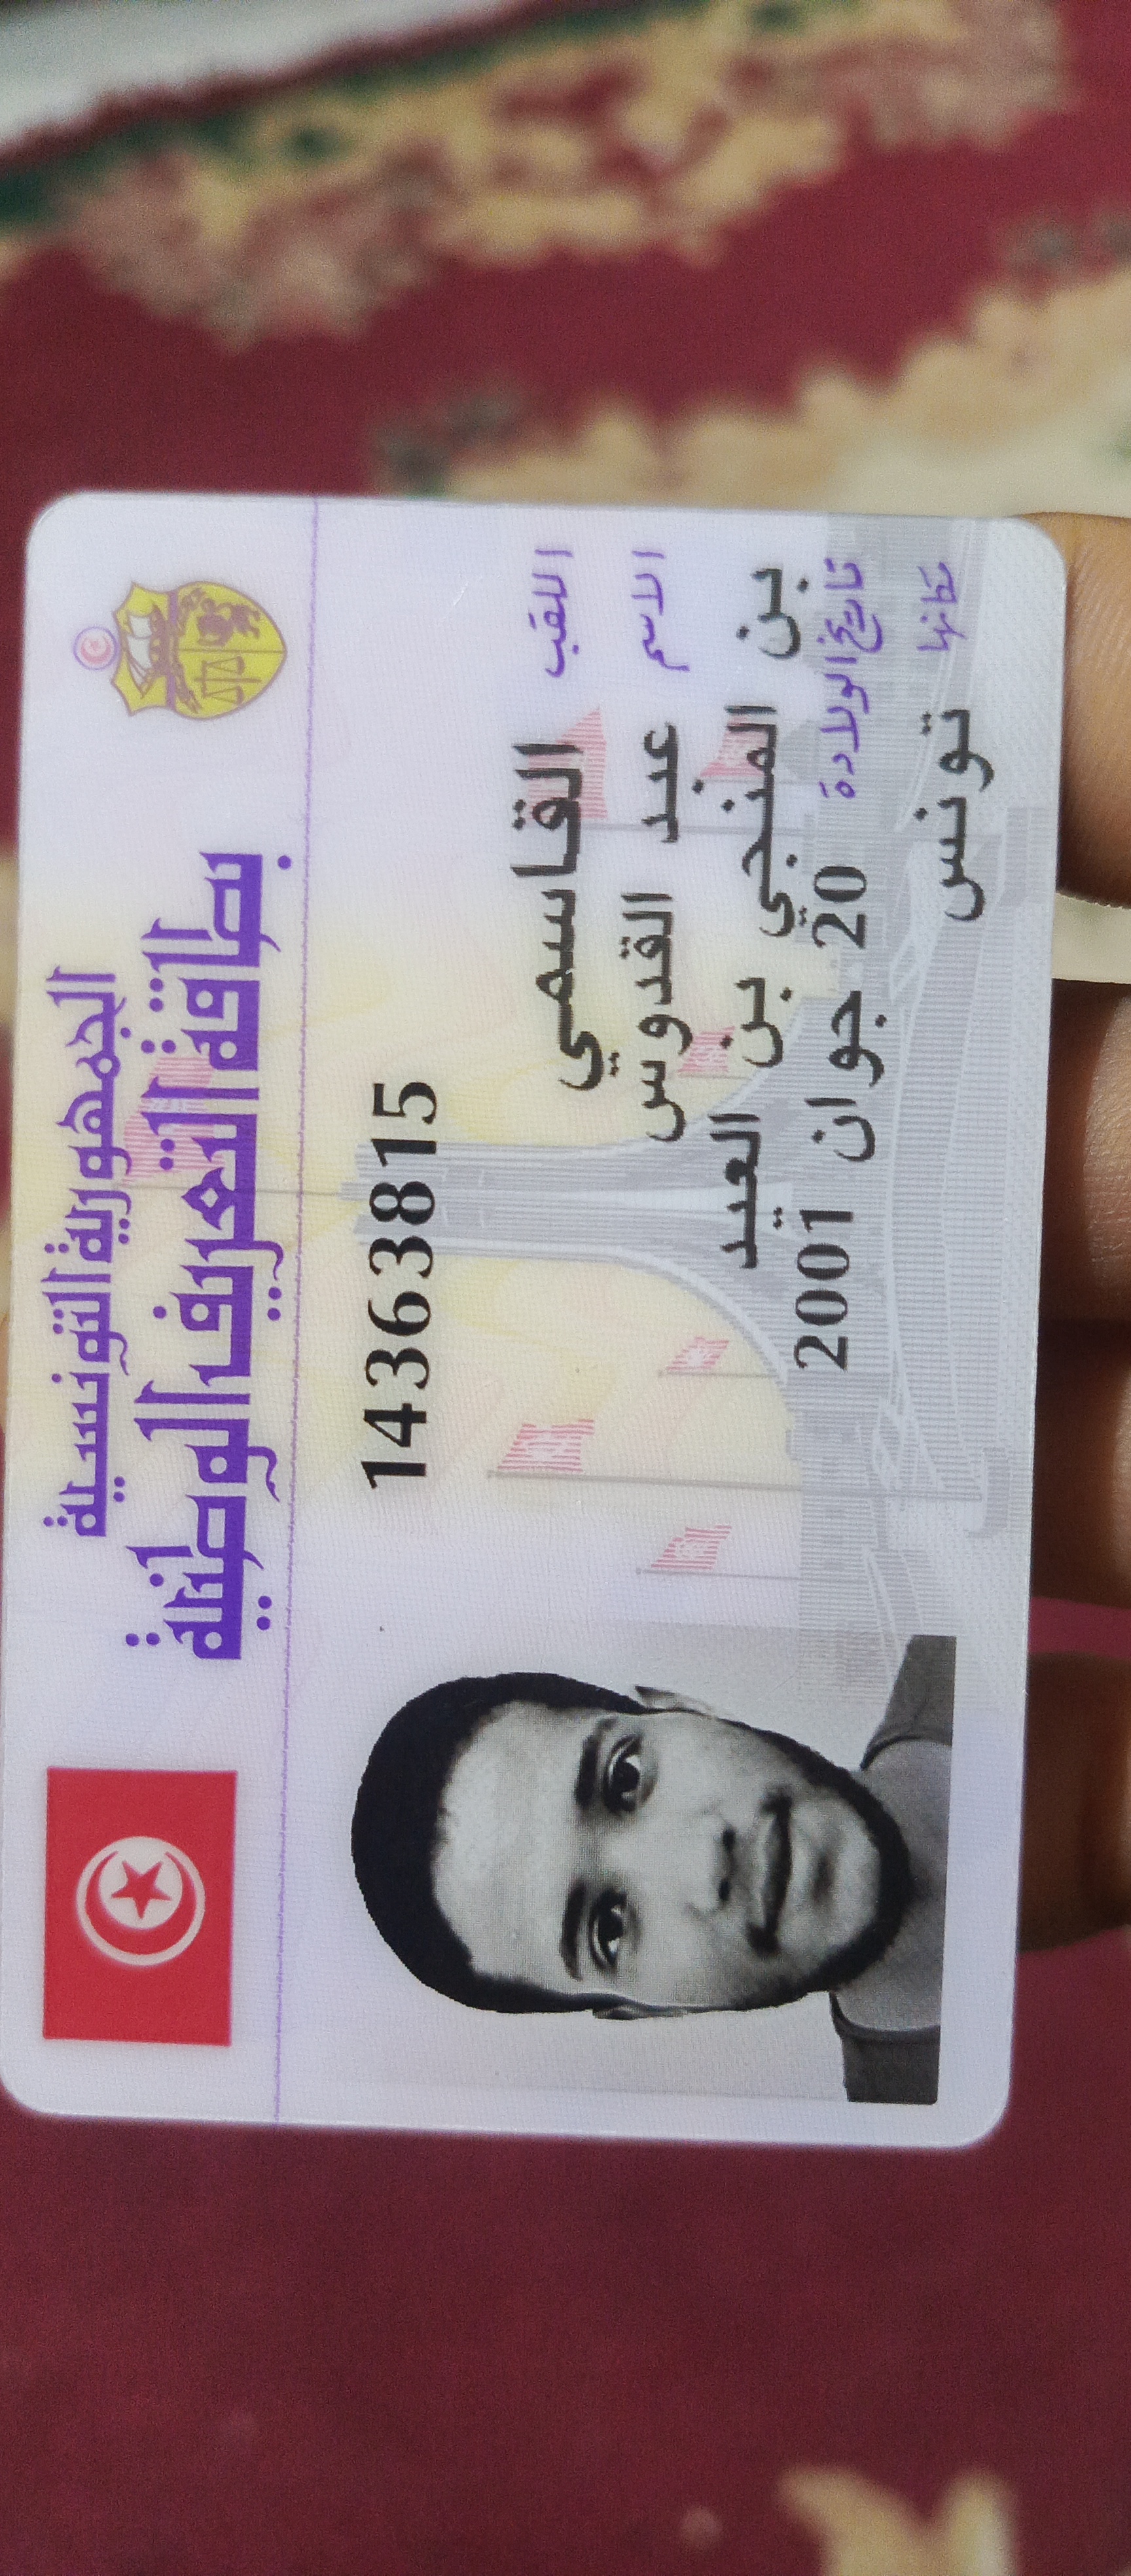 الجمهورية التونسية
بطاقة التعريف الوطنية
14363815
اللقب القاسمي
الاسم عبد القدوس
بن المنجي بن العيد
تاريخ الولادة 20 جوان 2001
مكانها تونس